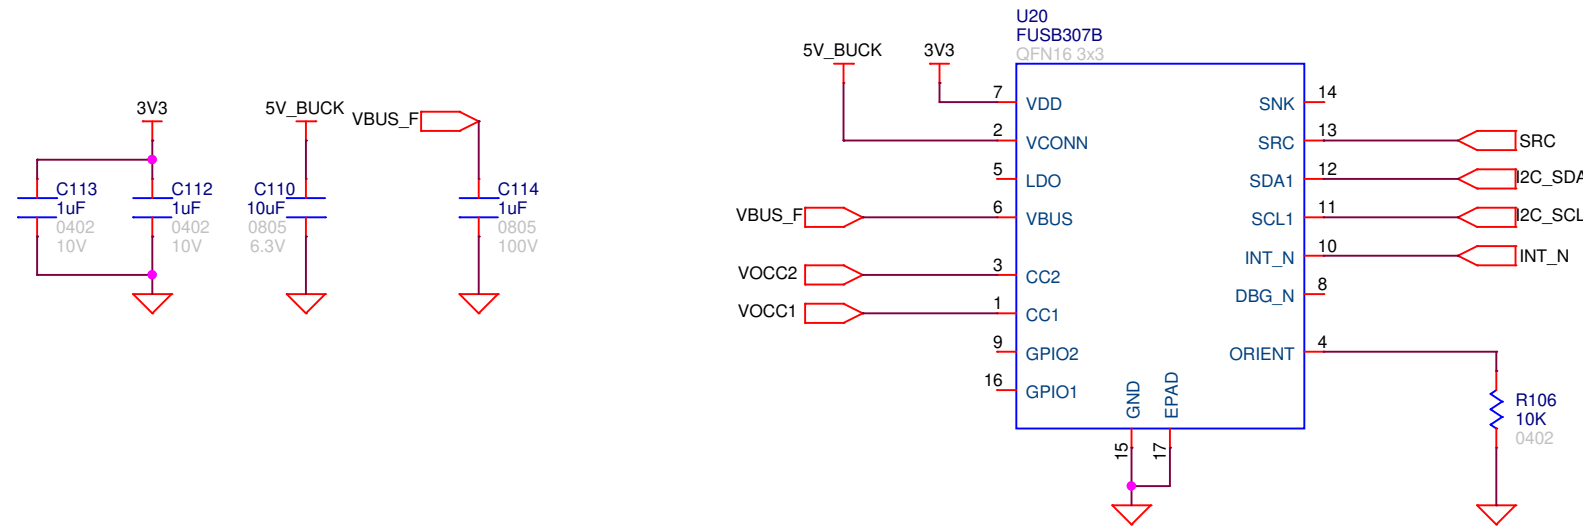 3V3
5V_BUCK
VBUS_F
C113
1uF
0402
10V
C112
1uF
0402
10V
C110
10uF
0805
6.3V
C114
1uF
0805
100V
U20
FUSB307B
QFN16 3x3
5V_BUCK
3V3
7
VDD
2
VCONN
5
LDO
VBUS_F
6
VBUS
VOCC2
3
CC2
VOCC1
1
CC1
9
GPIO2
16
GPIO1
SNK
14
SRC
13
SRC
SDA1
12
I2C_SDA
SCL1
11
I2C_SCL
INT_N
10
INT_N
DBG_N
8
ORIENT
4
GND
EPAD
15
17
R106
10K
0402